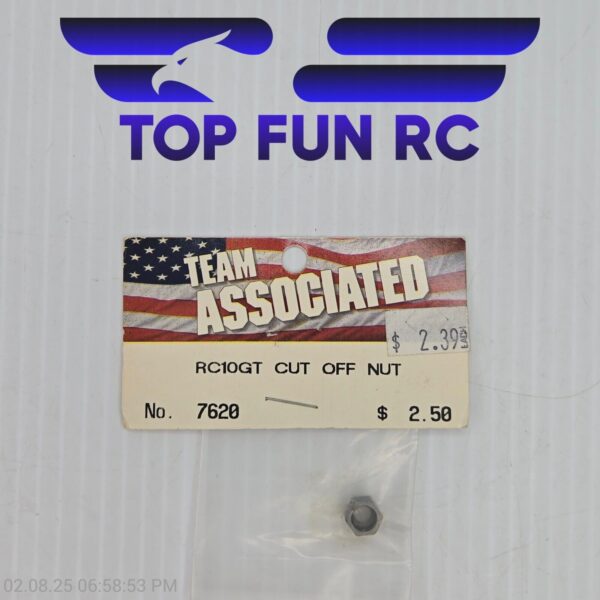 TOP FUN RC
TEAM
ASSOCIATED
$ 2.39 EACH
RC10GT CUT OFF NUT
No. 7620 $ 2.50
02.08.25 06:58:53 PM